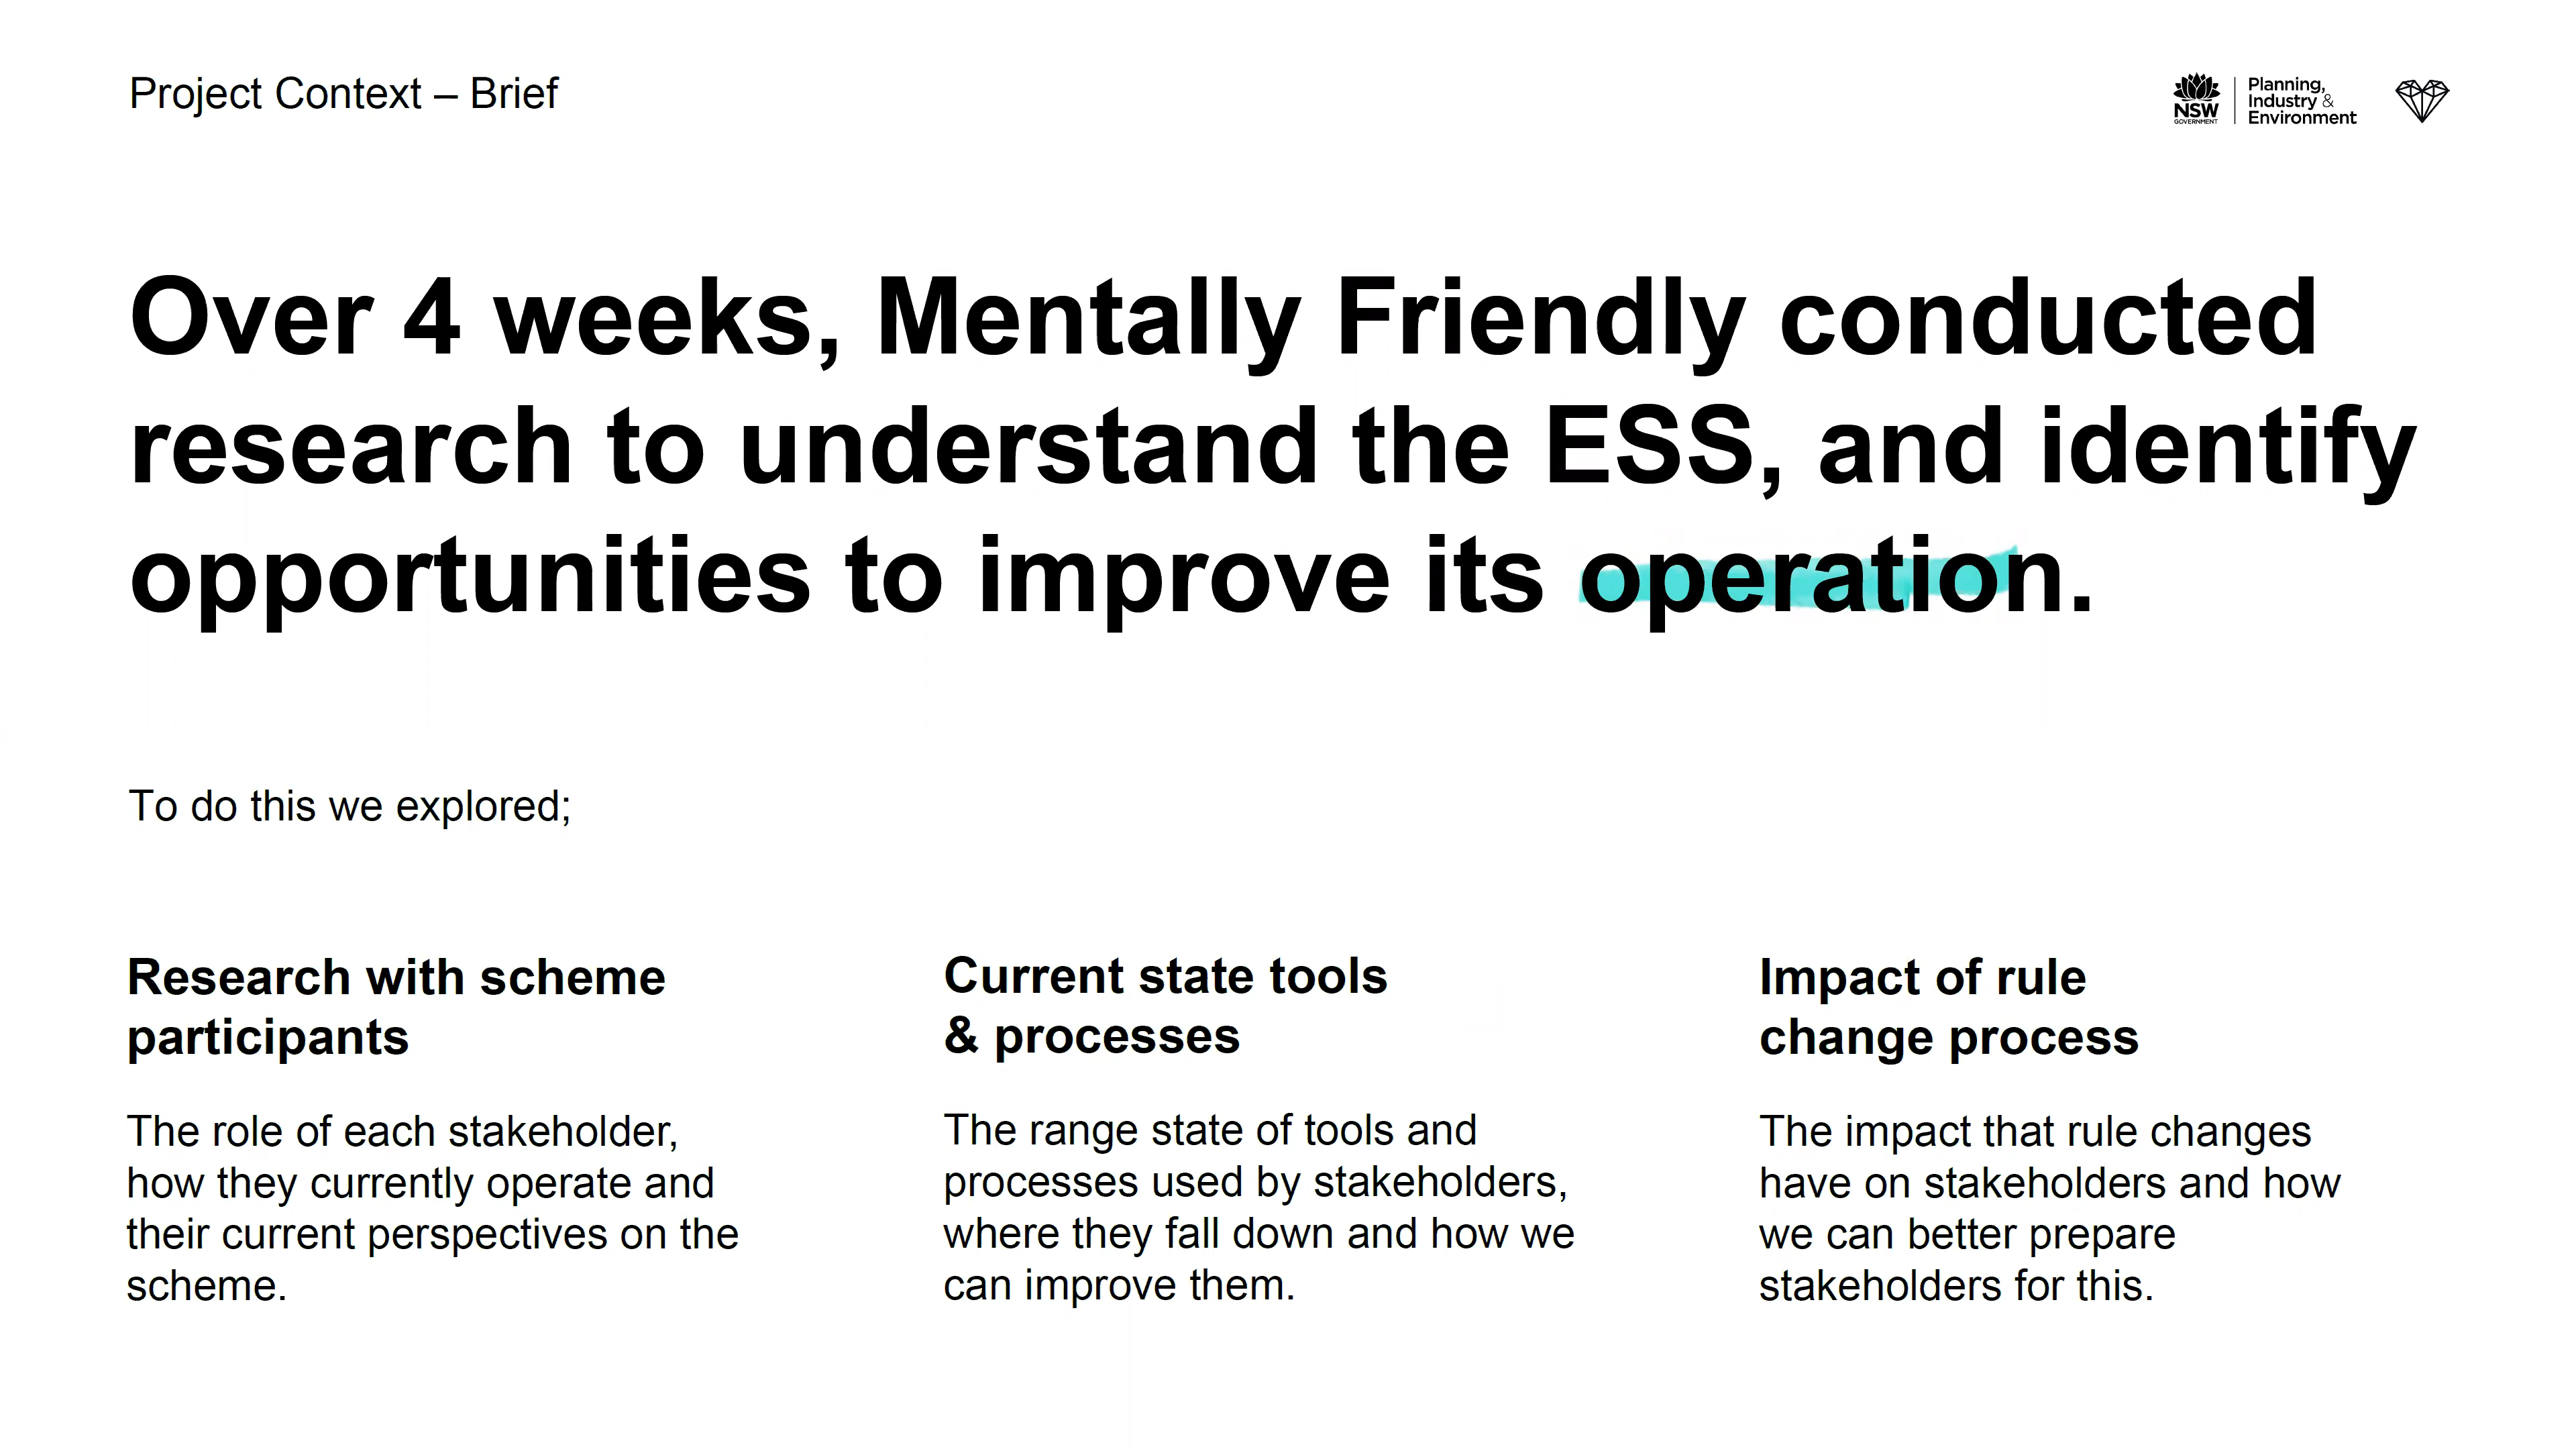 Project Context – Brief
NSW
GOVERNMENT
Planning,
Industry &
Environment
Over 4 weeks, Mentally Friendly conducted
research to understand the ESS, and identify
opportunities to improve its operation.
To do this we explored;
Research with scheme
participants
The role of each stakeholder,
how they currently operate and
their current perspectives on the
scheme.
Current state tools
& processes
The range state of tools and
processes used by stakeholders,
where they fall down and how we
can improve them.
Impact of rule
change process
The impact that rule changes
have on stakeholders and how
we can better prepare
stakeholders for this.